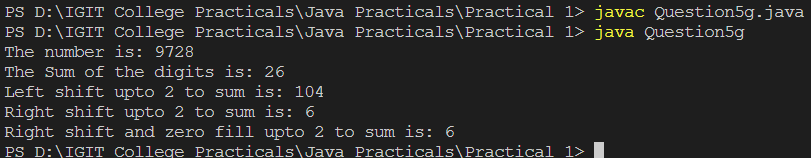 PS D:\IGIT College Practicals\Java Practicals\Practical 1> javac Question5g.java
PS D:\IGIT College Practicals\Java Practicals\Practical 1> java Question5g
The number is: 9728
The Sum of the digits is: 26
Left shift upto 2 to sum is: 104
Right shift upto 2 to sum is: 6
Right shift and zero fill upto 2 to sum is: 6
PS D:\IGIT College Practicals\Java Practicals\Practical 1>